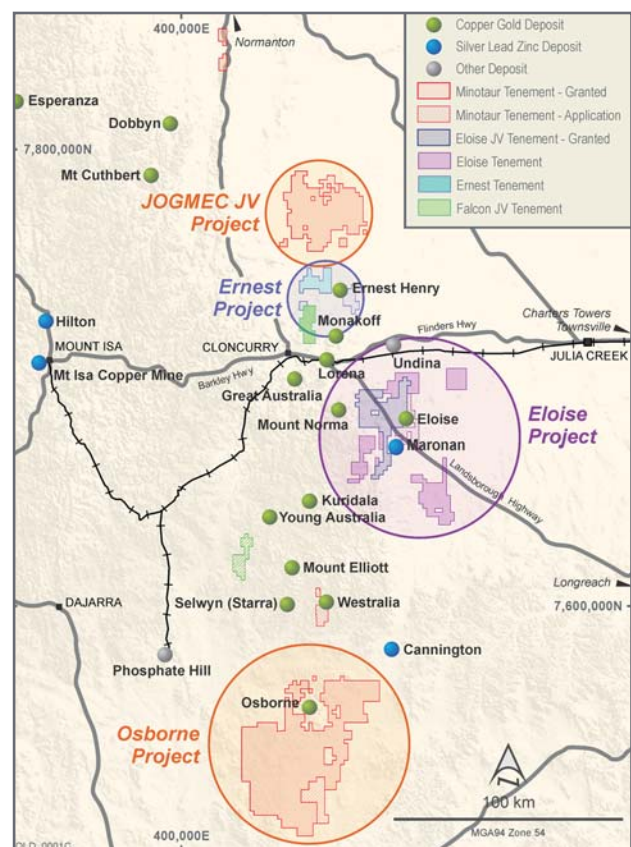 400,000E
Normanton
Copper Gold Deposit
Silver Lead Zinc Deposit
Other Deposit
Minotaur Tenement - Granted
Minotaur Tenement - Application
Eloise JV Tenement - Granted
Eloise Tenement
Ernest Tenement
Falcon JV Tenement
Esperanza
Dobbyn
7,800,000N
Mt Cuthbert
JOGMEC JV
Project
Ernest
Project
Ernest Henry
Hilton
Monakoff
Flinders Hwy
Charters Towers
Townsville
MOUNT ISA
CLONCURRY
Undina
JULIA CREEK
Mt Isa Copper Mine
Barkley Hwy
Lorena
Great Australia
Mount Norma
Eloise
Eloise
Project
Maronan
Landsborough Highway
Kuridala
Young Australia
Mount Elliott
Longreach
DAJARRA
Selwyn (Starra)
Westralia
7,600,000N
Phosphate Hill
Cannington
Osborne
Osborne
Project
100 km
400,000E
MGA94 Zone 54